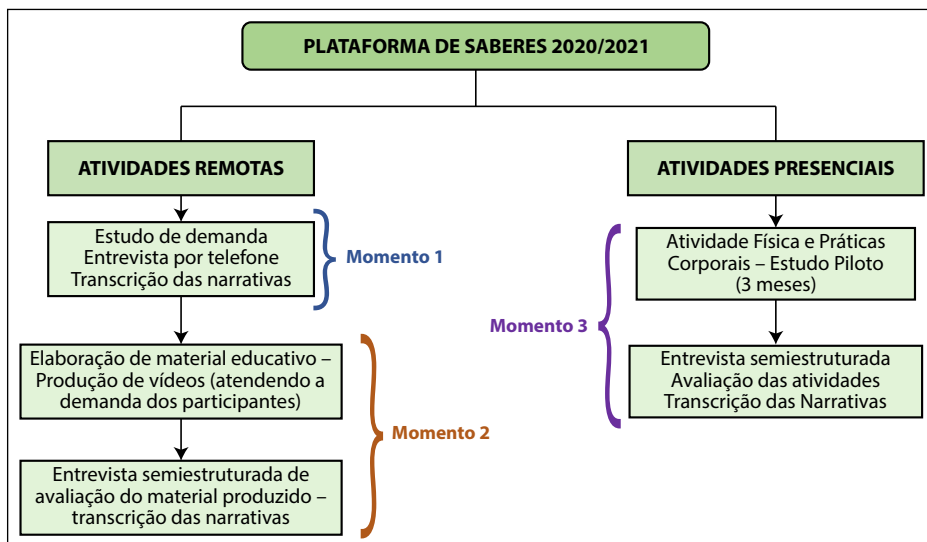 PLATAFORMA DE SABERES 2020/2021
ATIVIDADES REMOTAS
Estudo de demanda
Entrevista por telefone
Transcrição das narrativas
Momento 1
Elaboração de material educativo –
Produção de vídeos (atendendo a
demanda dos participantes)
Momento 2
Entrevista semiestruturada de
avaliação do material produzido –
transcrição das narrativas
ATIVIDADES PRESENCIAIS
Atividade Física e Práticas
Corporais – Estudo Piloto
(3 meses)
Momento 3
Entrevista semiestruturada
Avaliação das atividades
Transcrição das Narrativas